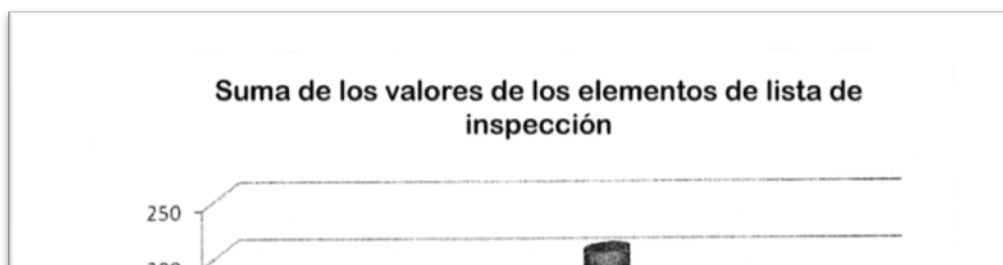 Suma de los valores de los elementos de lista de
inspección
250